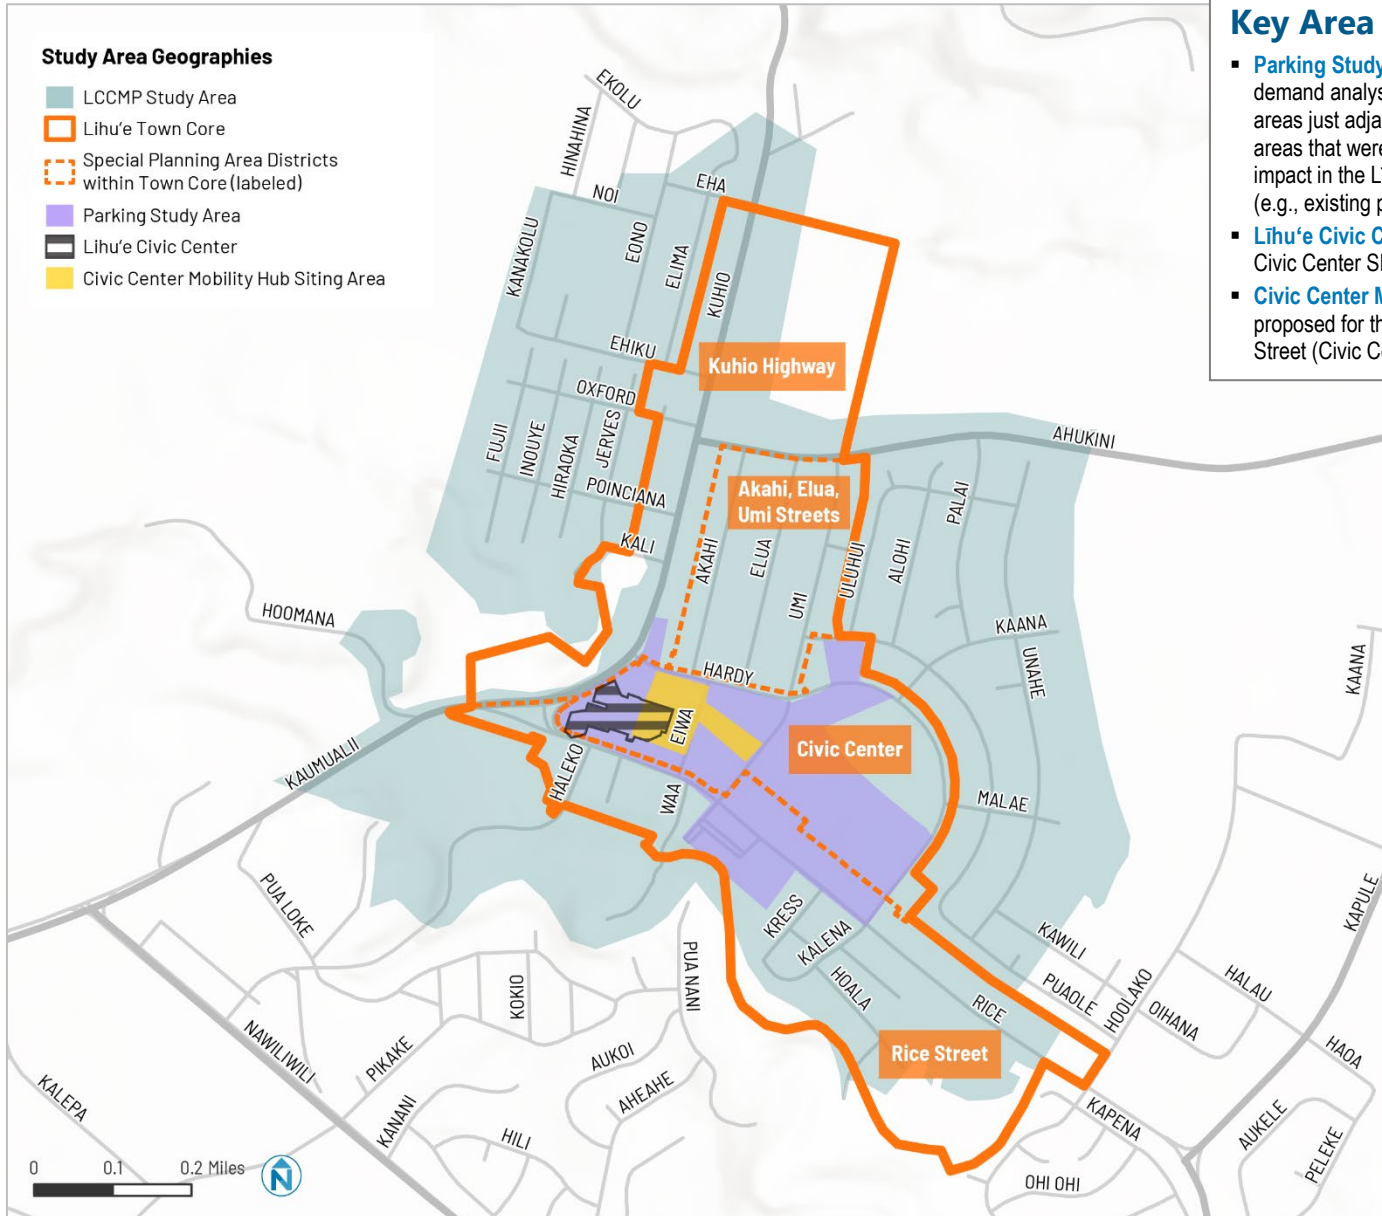 Key Area
▪ Parking Study
demand analys
areas just adja
areas that were
impact in the L
(e.g., existing p
▪ Līhuʻe Civic C
Civic Center S
▪ Civic Center M
proposed for th
Street (Civic Ce
Study Area Geographies
LCCMP Study Area
Lihu'e Town Core
Special Planning Area Districts
within Town Core (labeled)
Parking Study Area
Lihu'e Civic Center
Civic Center Mobility Hub Siting Area
EKOLU
HINAHINA
NOI
EHA
KANAKOLU
EONO
ELIMA
KUHIO
EHIKU
Kuhio Highway
OXFORD
FUJII
INOUYE
HIRAOKA
JERVES
POINCIANA
KALI
AHUKINI
Akahi, Elua,
Umi Streets
PALAI
AKAHI
ELUA
UMI
ULUHUI
ALOHI
HOOMANA
KAANA
UNAHE
KAANA
HARDY
EIWA
Civic Center
KAUMUALII
HALEKO
WAA
MALAE
PUA LOKE
KRESS
KALENA
KAWILI
KAPULE
PUA NANI
HOALA
RICE
PUAOLE
HOOLAKO
OIHANA
HALAU
KOKIO
NAWILIWILI
PIKAKE
AUKOI
AHEAHE
Rice Street
HAOA
KALEPA
KANANI
HILI
KAPENA
AUKELE
PELEKE
OHI OHI
0 0.1 0.2 Miles
N